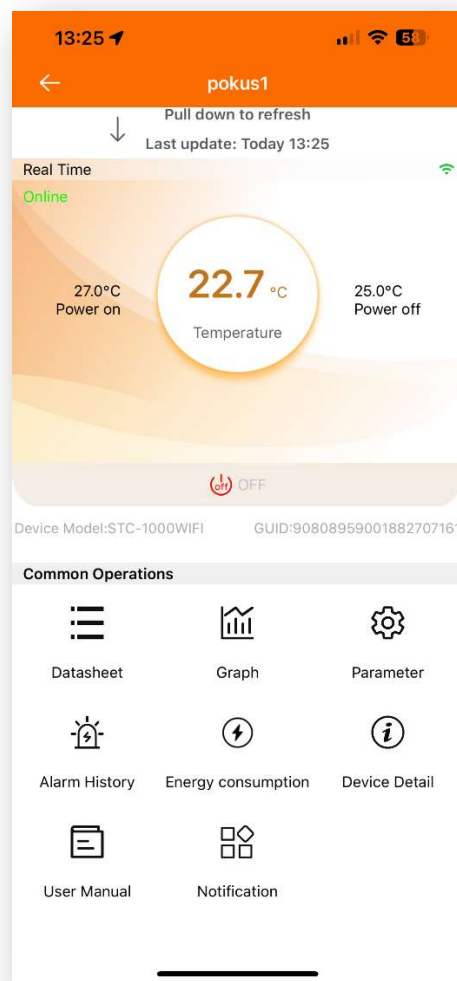 13:25
58
pokus1
Pull down to refresh
Last update: Today 13:25
Real Time
Online
27.0°C
Power on
22.7 °C
Temperature
25.0°C
Power off
off OFF
Device Model:STC-1000WIFI GUID:90808959001882707161
Common Operations
Datasheet Graph Parameter
Alarm History Energy consumption Device Detail
User Manual Notification